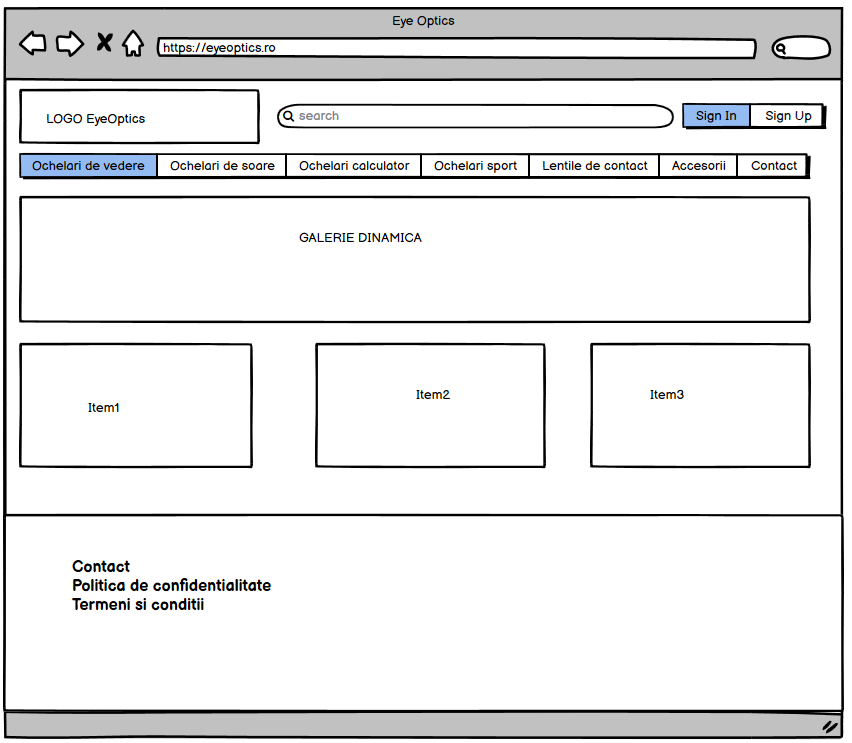 Eye Optics
https://eyeoptics.ro
LOGO EyeOptics
search
Sign In
Sign Up
Ochelari de vedere
Ochelari de soare
Ochelari calculator
Ochelari sport
Lentile de contact
Accesorii
Contact
GALERIE DINAMICA
Item1
Item2
Item3
Contact
Politica de confidentialitate
Termeni si conditii